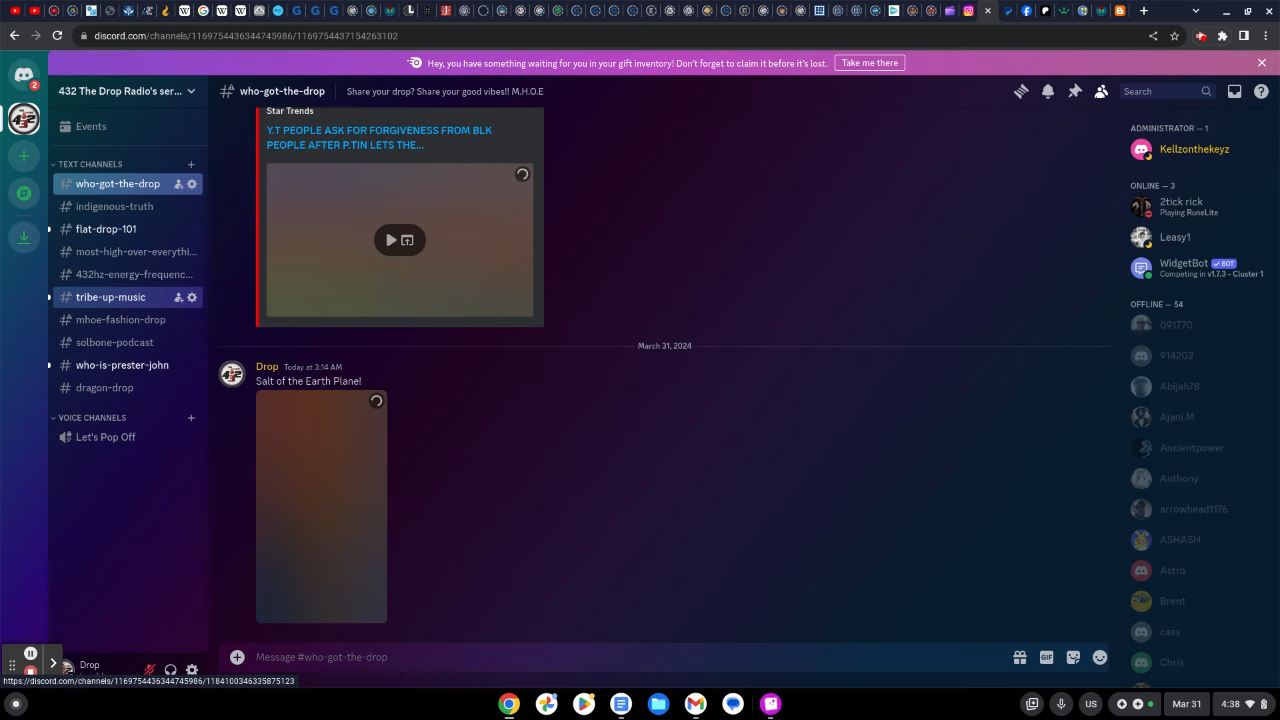 discord.com/channels/1169754436344745986/1169754437154263102
Hey, you have something waiting for you in your gift inventory! Don't forget to claim it before it's lost.
Take me there
2
432 The Drop Radio's ser...
Events
TEXT CHANNELS
who-got-the-drop
indigenous-truth
flat-drop-101
most-high-over-everythi...
432hz-energy-frequenc...
tribe-up-music
mhoe-fashion-drop
solbone-podcast
who-is-prester-john
dragon-drop
VOICE CHANNELS
Let's Pop Off
Drop
https://discord.com/channels/1169754436344745986/1184100346335875123
who-got-the-drop
Share your drop? Share your good vibes!! M.H.O.E
Search
Star Trends
Y.T PEOPLE ASK FOR FORGIVENESS FROM BLK
PEOPLE AFTER P.TIN LETS THE...
March 31, 2024
Drop Today at 3:14 AM
Salt of the Earth Plane!
Message #who-got-the-drop
GIF
ADMINISTRATOR — 1
Kellzonthekeyz
ONLINE — 3
2tick rick
Playing RuneLite
Leasy1
WidgetBot BOT
Competing in v1.7.3 - Cluster 1
OFFLINE — 54
091770
914202
Abijah78
Ajani M
Ancientpower
Anthony
arrowhead1176
ASHASH
Astro
Brent
cass
Chris
US
Mar 31
4:38